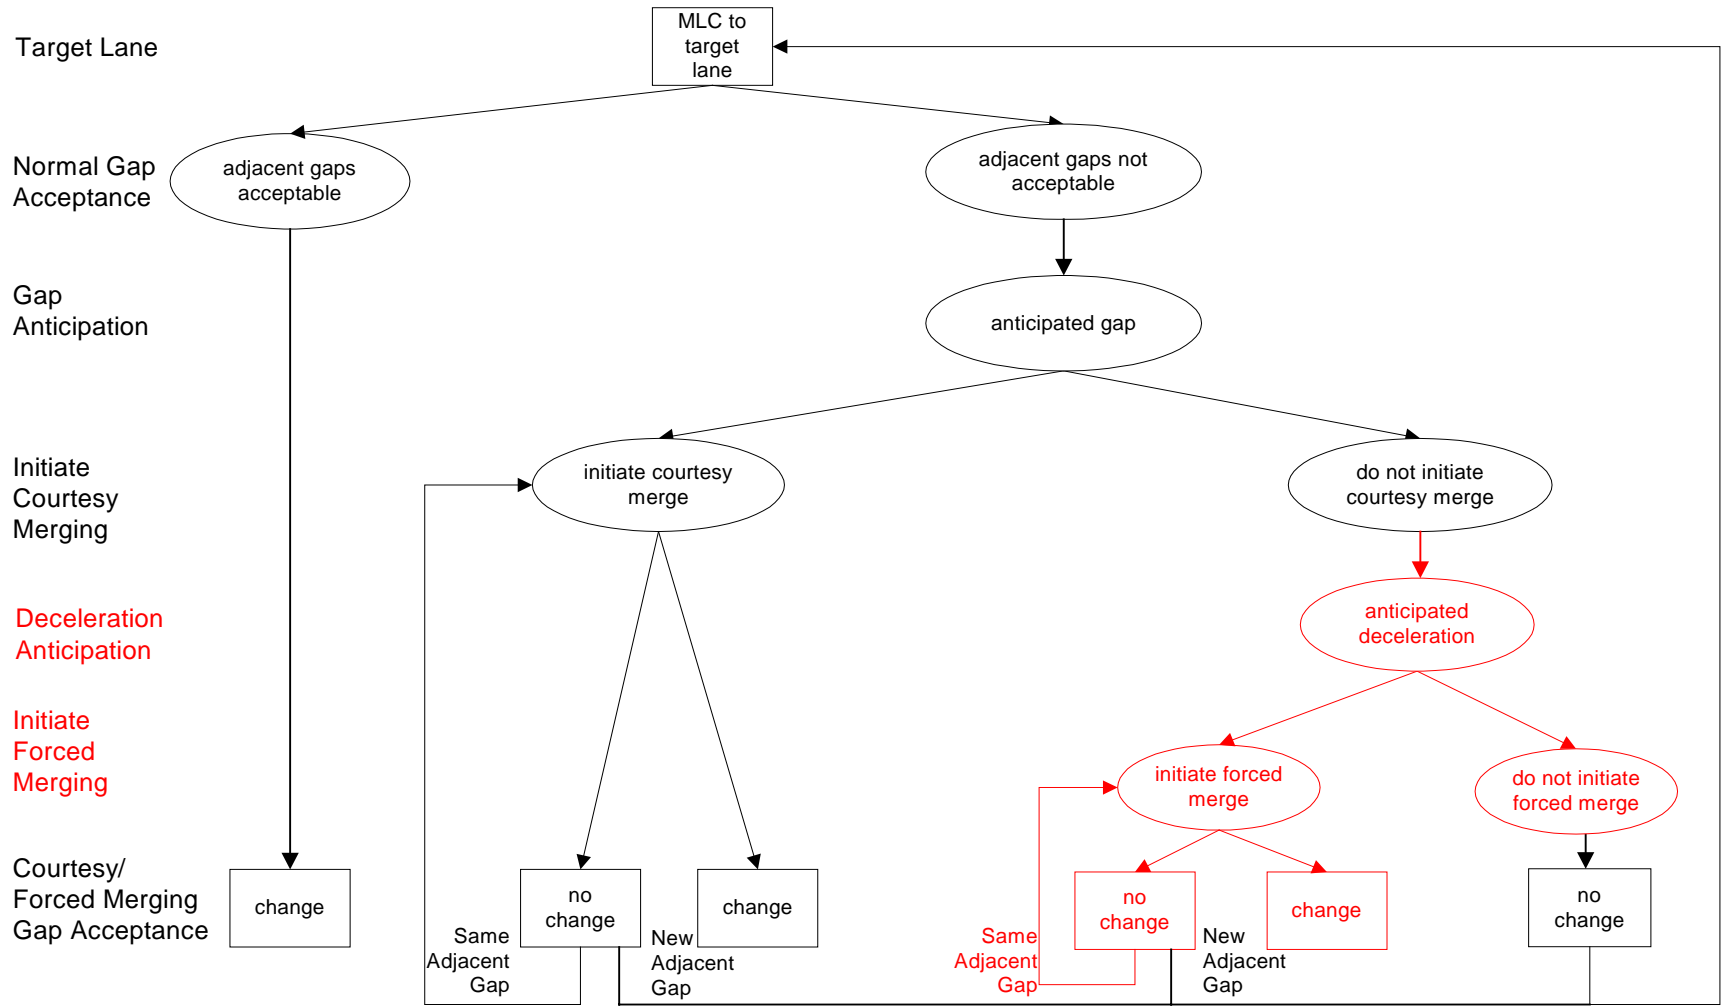 MLC to
target
lane
Target Lane
Normal Gap
Acceptance
adjacent gaps
acceptable
adjacent gaps not
acceptable
Gap
Anticipation
anticipated gap
Initiate
Courtesy
Merging
initiate courtesy
merge
do not initiate
courtesy merge
Deceleration
Anticipation
anticipated
deceleration
Initiate
Forced
Merging
initiate forced
merge
do not initiate
forced merge
Courtesy/
Forced Merging
Gap Acceptance
change
no
change
change
no
change
change
no
change
Same
Adjacent
Gap
New
Adjacent
Gap
Same
Adjacent
Gap
New
Adjacent
Gap